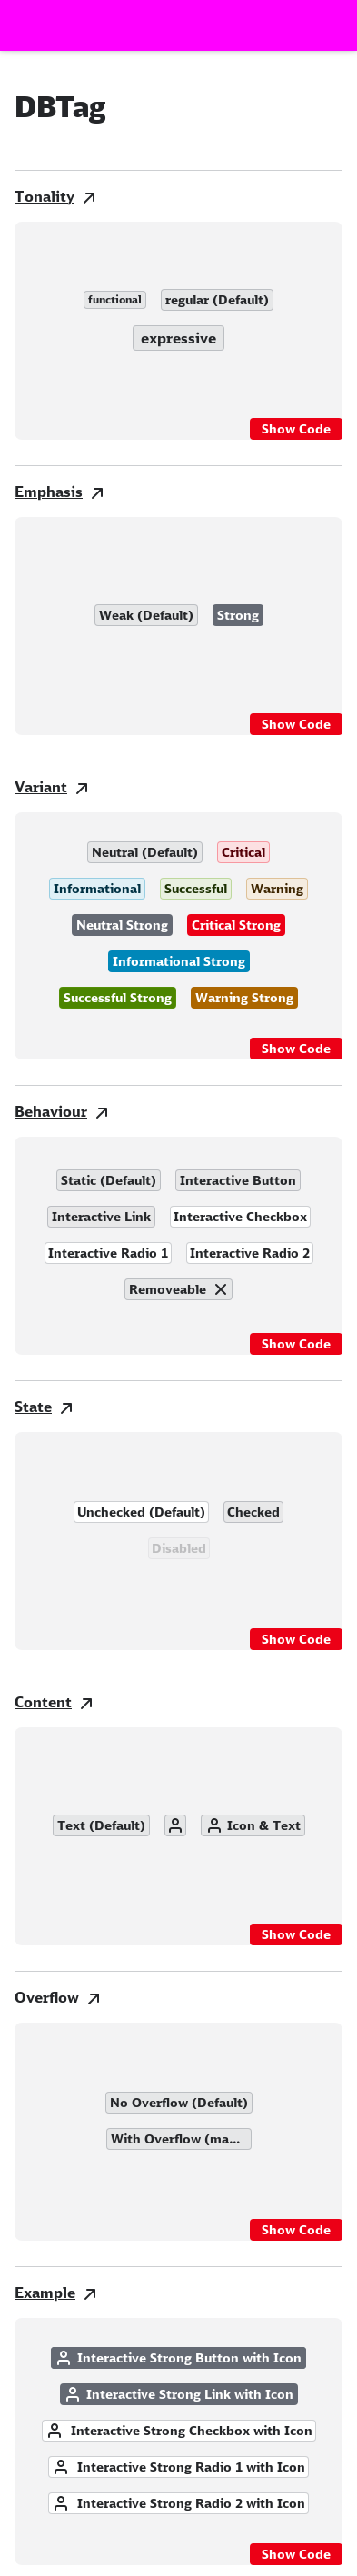 DBTag
Tonality
functional regular (Default)
expressive
Show Code
Emphasis
Weak (Default) Strong
Show Code
Variant
Neutral (Default) Critical
Informational Successful Warning
Neutral Strong Critical Strong
Informational Strong
Successful Strong Warning Strong
Show Code
Behaviour
Static (Default) Interactive Button
Interactive Link Interactive Checkbox
Interactive Radio 1 Interactive Radio 2
Removeable
Show Code
State
Unchecked (Default) Checked
Disabled
Show Code
Content
Text (Default) Icon & Text
Show Code
Overflow
No Overflow (Default)
With Overflow (ma...
Show Code
Example
Interactive Strong Button with Icon
Interactive Strong Link with Icon
Interactive Strong Checkbox with Icon
Interactive Strong Radio 1 with Icon
Interactive Strong Radio 2 with Icon
Show Code